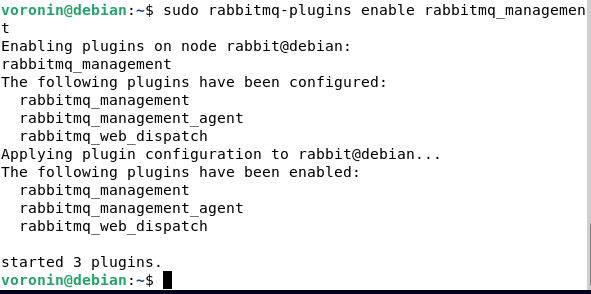 voronin@debian:~$ sudo rabbitmq-plugins enable rabbitmq_managemen
t
Enabling plugins on node rabbit@debian:
rabbitmq_management
The following plugins have been configured:
  rabbitmq_management
  rabbitmq_management_agent
  rabbitmq_web_dispatch
Applying plugin configuration to rabbit@debian...
The following plugins have been enabled:
  rabbitmq_management
  rabbitmq_management_agent
  rabbitmq_web_dispatch

started 3 plugins.
voronin@debian:~$